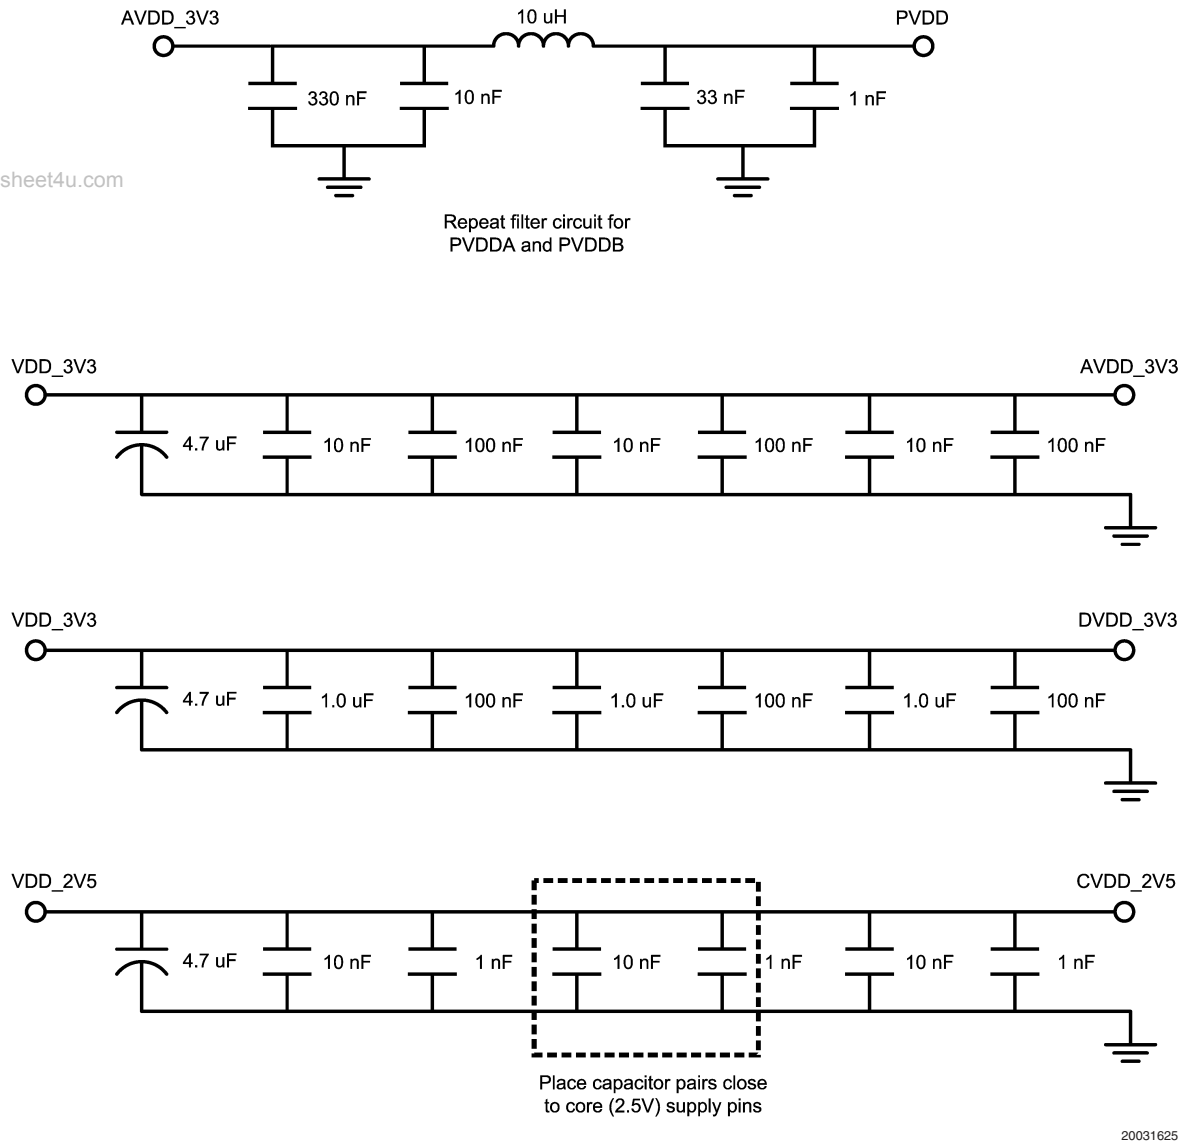 AVDD_3V3 10 uH PVDD
330 nF 10 nF 33 nF 1 nF
sheet4u.com
Repeat filter circuit for
PVDDA and PVDDB
VDD_3V3 AVDD_3V3
4.7 uF 10 nF 100 nF 10 nF 100 nF 10 nF 100 nF
VDD_3V3 DVDD_3V3
4.7 uF 1.0 uF 100 nF 1.0 uF 100 nF 1.0 uF 100 nF
VDD_2V5 CVDD_2V5
4.7 uF 10 nF 1 nF 10 nF 1 nF 10 nF 1 nF
Place capacitor pairs close
to core (2.5V) supply pins
20031625